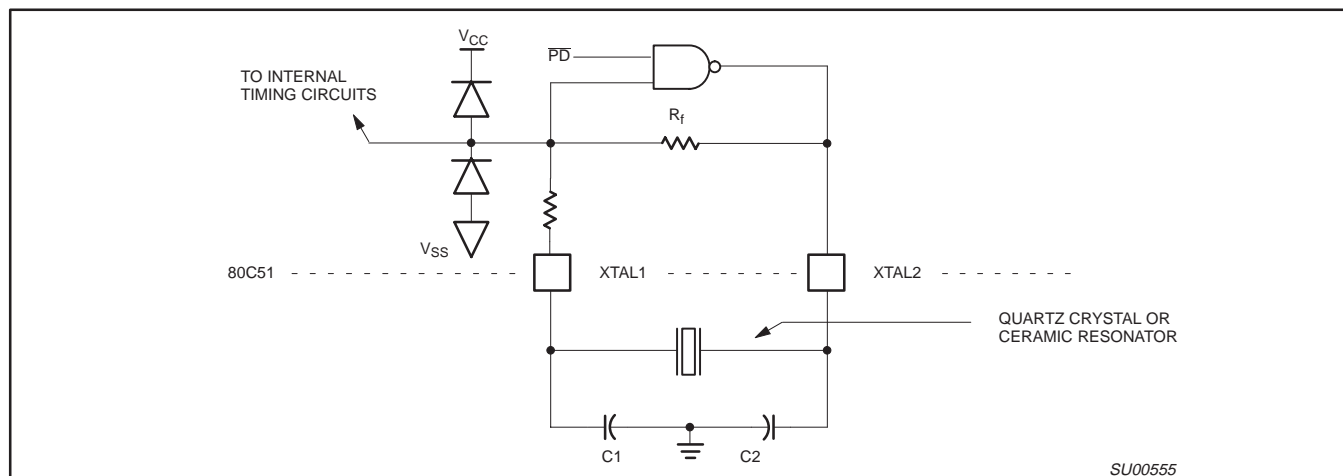 VCC
PD
TO INTERNAL
TIMING CIRCUITS
Rf
VSS
80C51
XTAL1
XTAL2
QUARTZ CRYSTAL OR
CERAMIC RESONATOR
C1
C2
SU00555